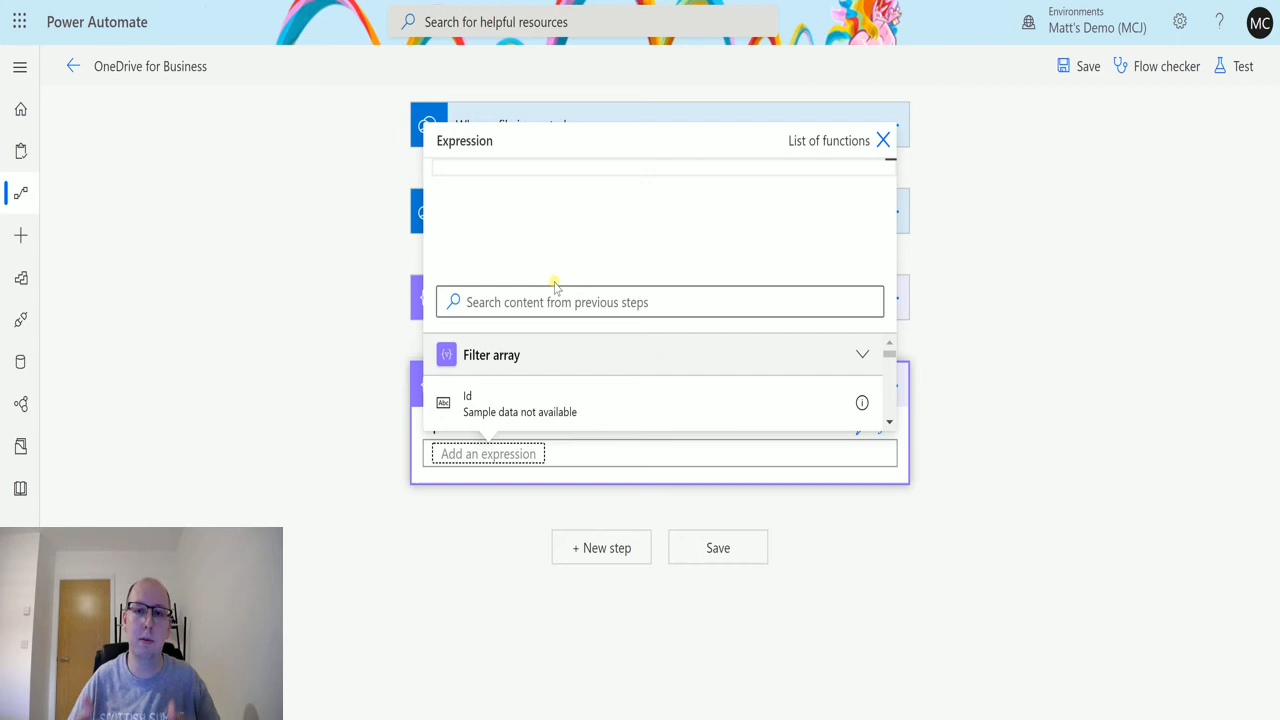 Power Automate
Search for helpful resources
Environments
Matt's Demo (MCJ)
MC
OneDrive for Business
Save
Flow checker
Test
Expression
List of functions
Search content from previous steps
Filter array
Id
Sample data not available
Add an expression
+ New step
Save